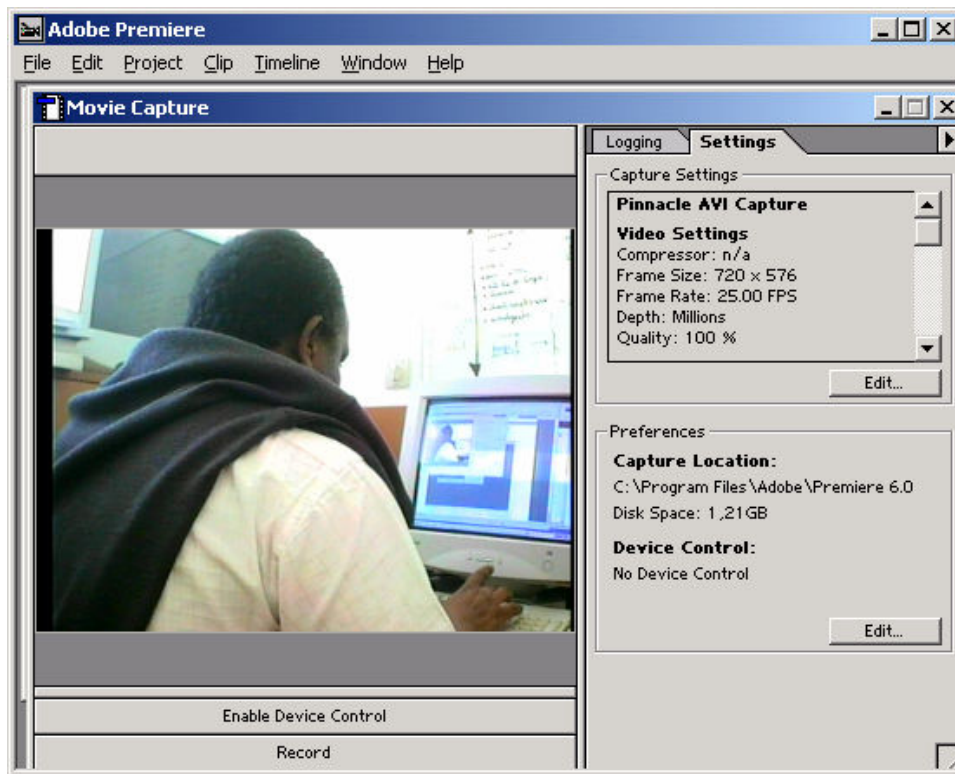 Adobe Premiere
File Edit Project Clip Timeline Window Help
Movie Capture
Logging Settings
Capture Settings
Pinnacle AVI Capture
Video Settings
Compressor: n/a
Frame Size: 720 × 576
Frame Rate: 25.00 FPS
Depth: Millions
Quality: 100 %
Edit...
Preferences
Capture Location:
C:\Program Files\Adobe\Premiere 6.0
Disk Space: 1,21GB
Device Control:
No Device Control
Edit...
Enable Device Control
Record